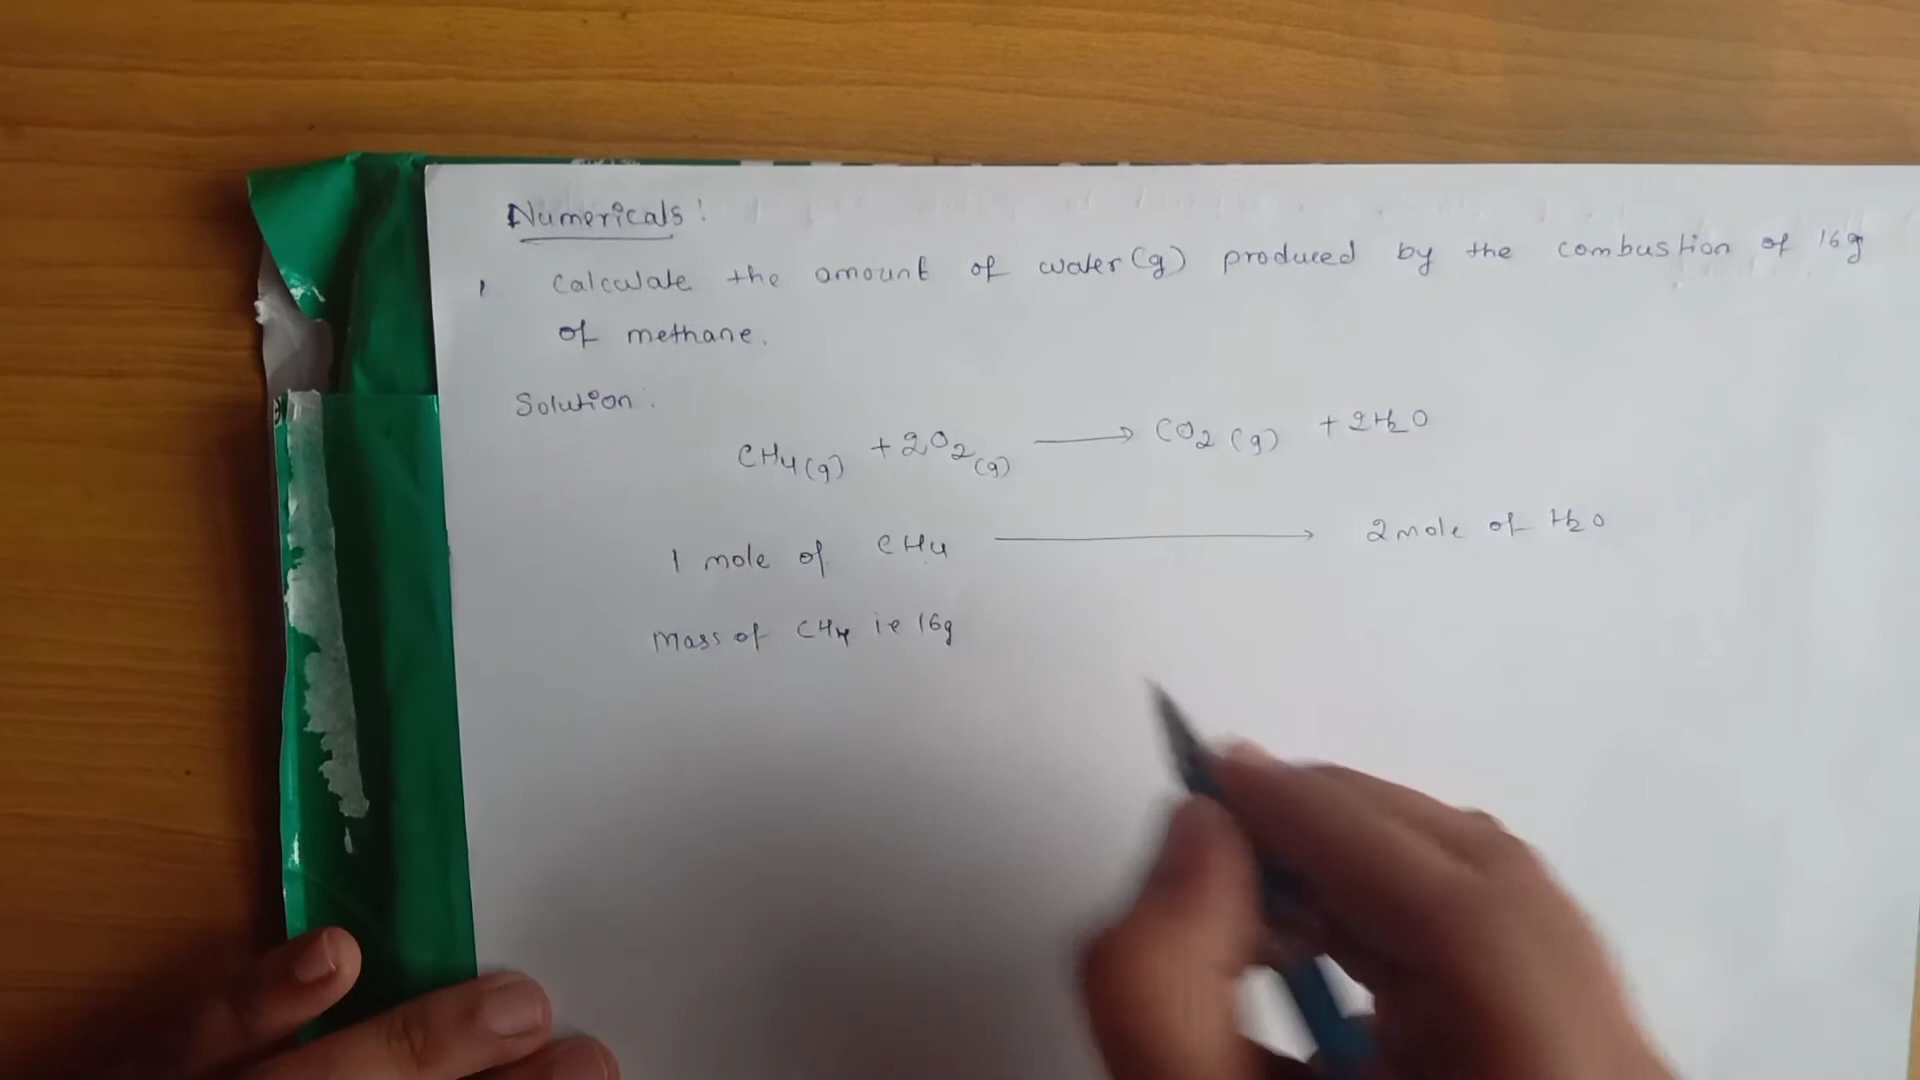 Numericals!
1 Calculate the amount of water(g) produced by the combustion of 16g
of methane.
Solution:
CH4(g) + 2O2(g) ⟶ CO2(g) + 2H2O
1 mole of CH4 ⟶ 2 mole of H2O
Mass of CH4 ie 16g